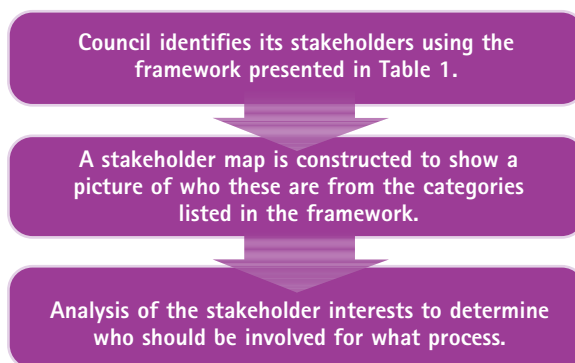 Council identifies its stakeholders using the
framework presented in Table 1.
A stakeholder map is constructed to show a
picture of who these are from the categories
listed in the framework.
Analysis of the stakeholder interests to determine
who should be involved for what process.